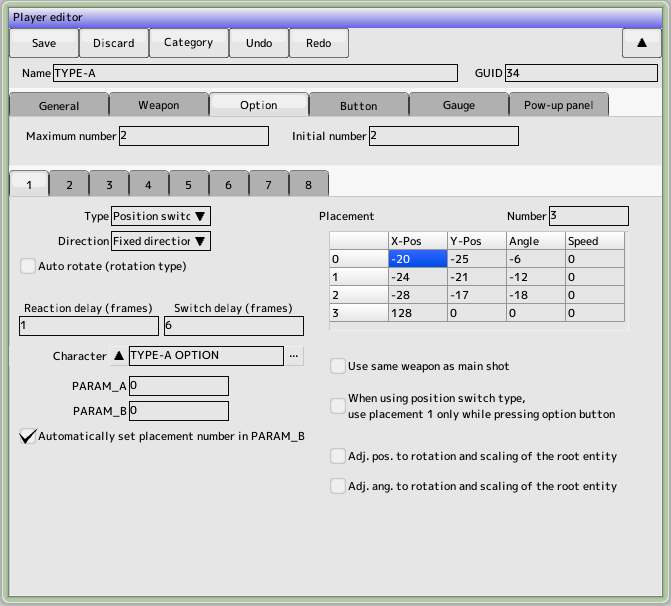 Player editor
Save Discard Category Undo Redo ▲
Name TYPE-A GUID 34
General Weapon Option Button Gauge Pow-up panel
Maximum number 2 Initial number 2
1 2 3 4 5 6 7 8
Type Position switc ▼ Placement Number 3
Direction Fixed direction ▼ X-Pos Y-Pos Angle Speed
0 -20 -25 -6 0
Auto rotate (rotation type) 1 -24 -21 -12 0
2 -28 -17 -18 0
Reaction delay (frames) Switch delay (frames) 3 128 0 0 0
1 6
Character ▲ TYPE-A OPTION ...
Use same weapon as main shot
PARAM_A 0
When using position switch type,
use placement 1 only while pressing option button
PARAM_B 0
Automatically set placement number in PARAM_B
Adj. pos. to rotation and scaling of the root entity
Adj. ang. to rotation and scaling of the root entity